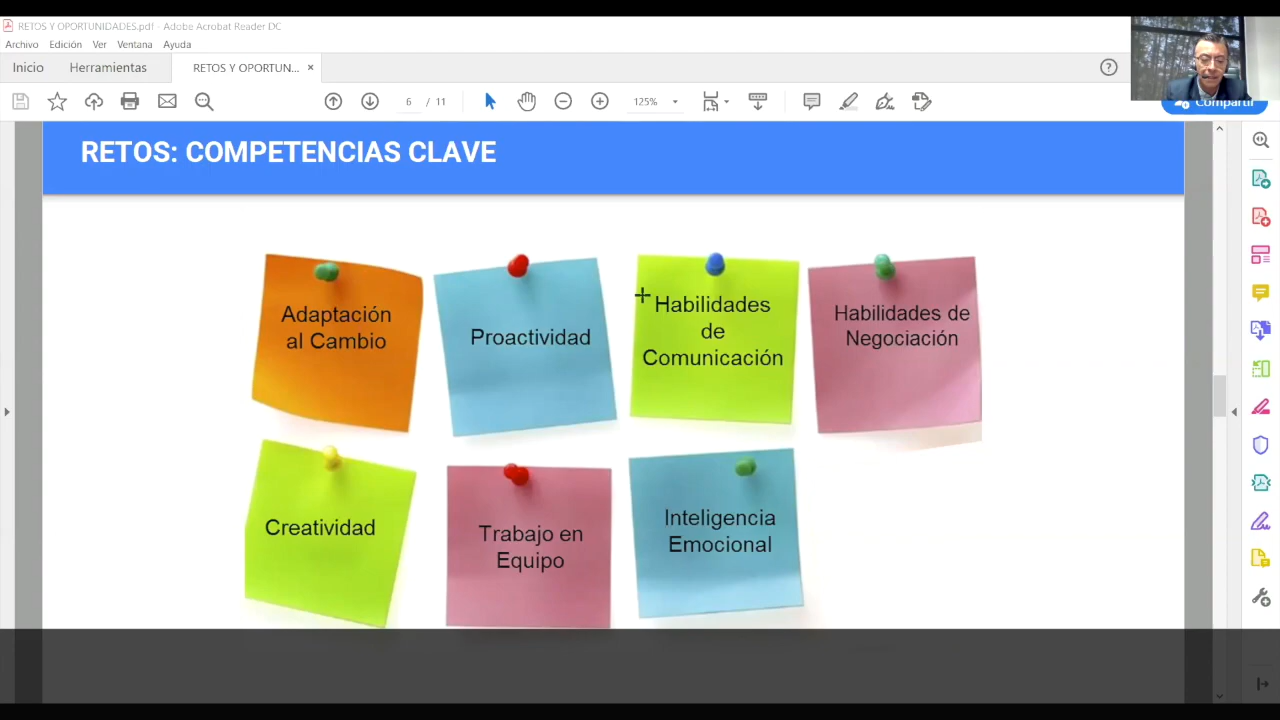 RETOS Y OPORTUNIDADES.pdf - Adobe Acrobat Reader DC
Archivo Edición Ver Ventana Ayuda
Inicio Herramientas RETOS Y OPORTUN... ×
6 / 11 125%
Compartir
RETOS: COMPETENCIAS CLAVE
Adaptación
al Cambio
Proactividad
Habilidades
de
Comunicación
Habilidades de
Negociación
Creatividad
Trabajo en
Equipo
Inteligencia
Emocional